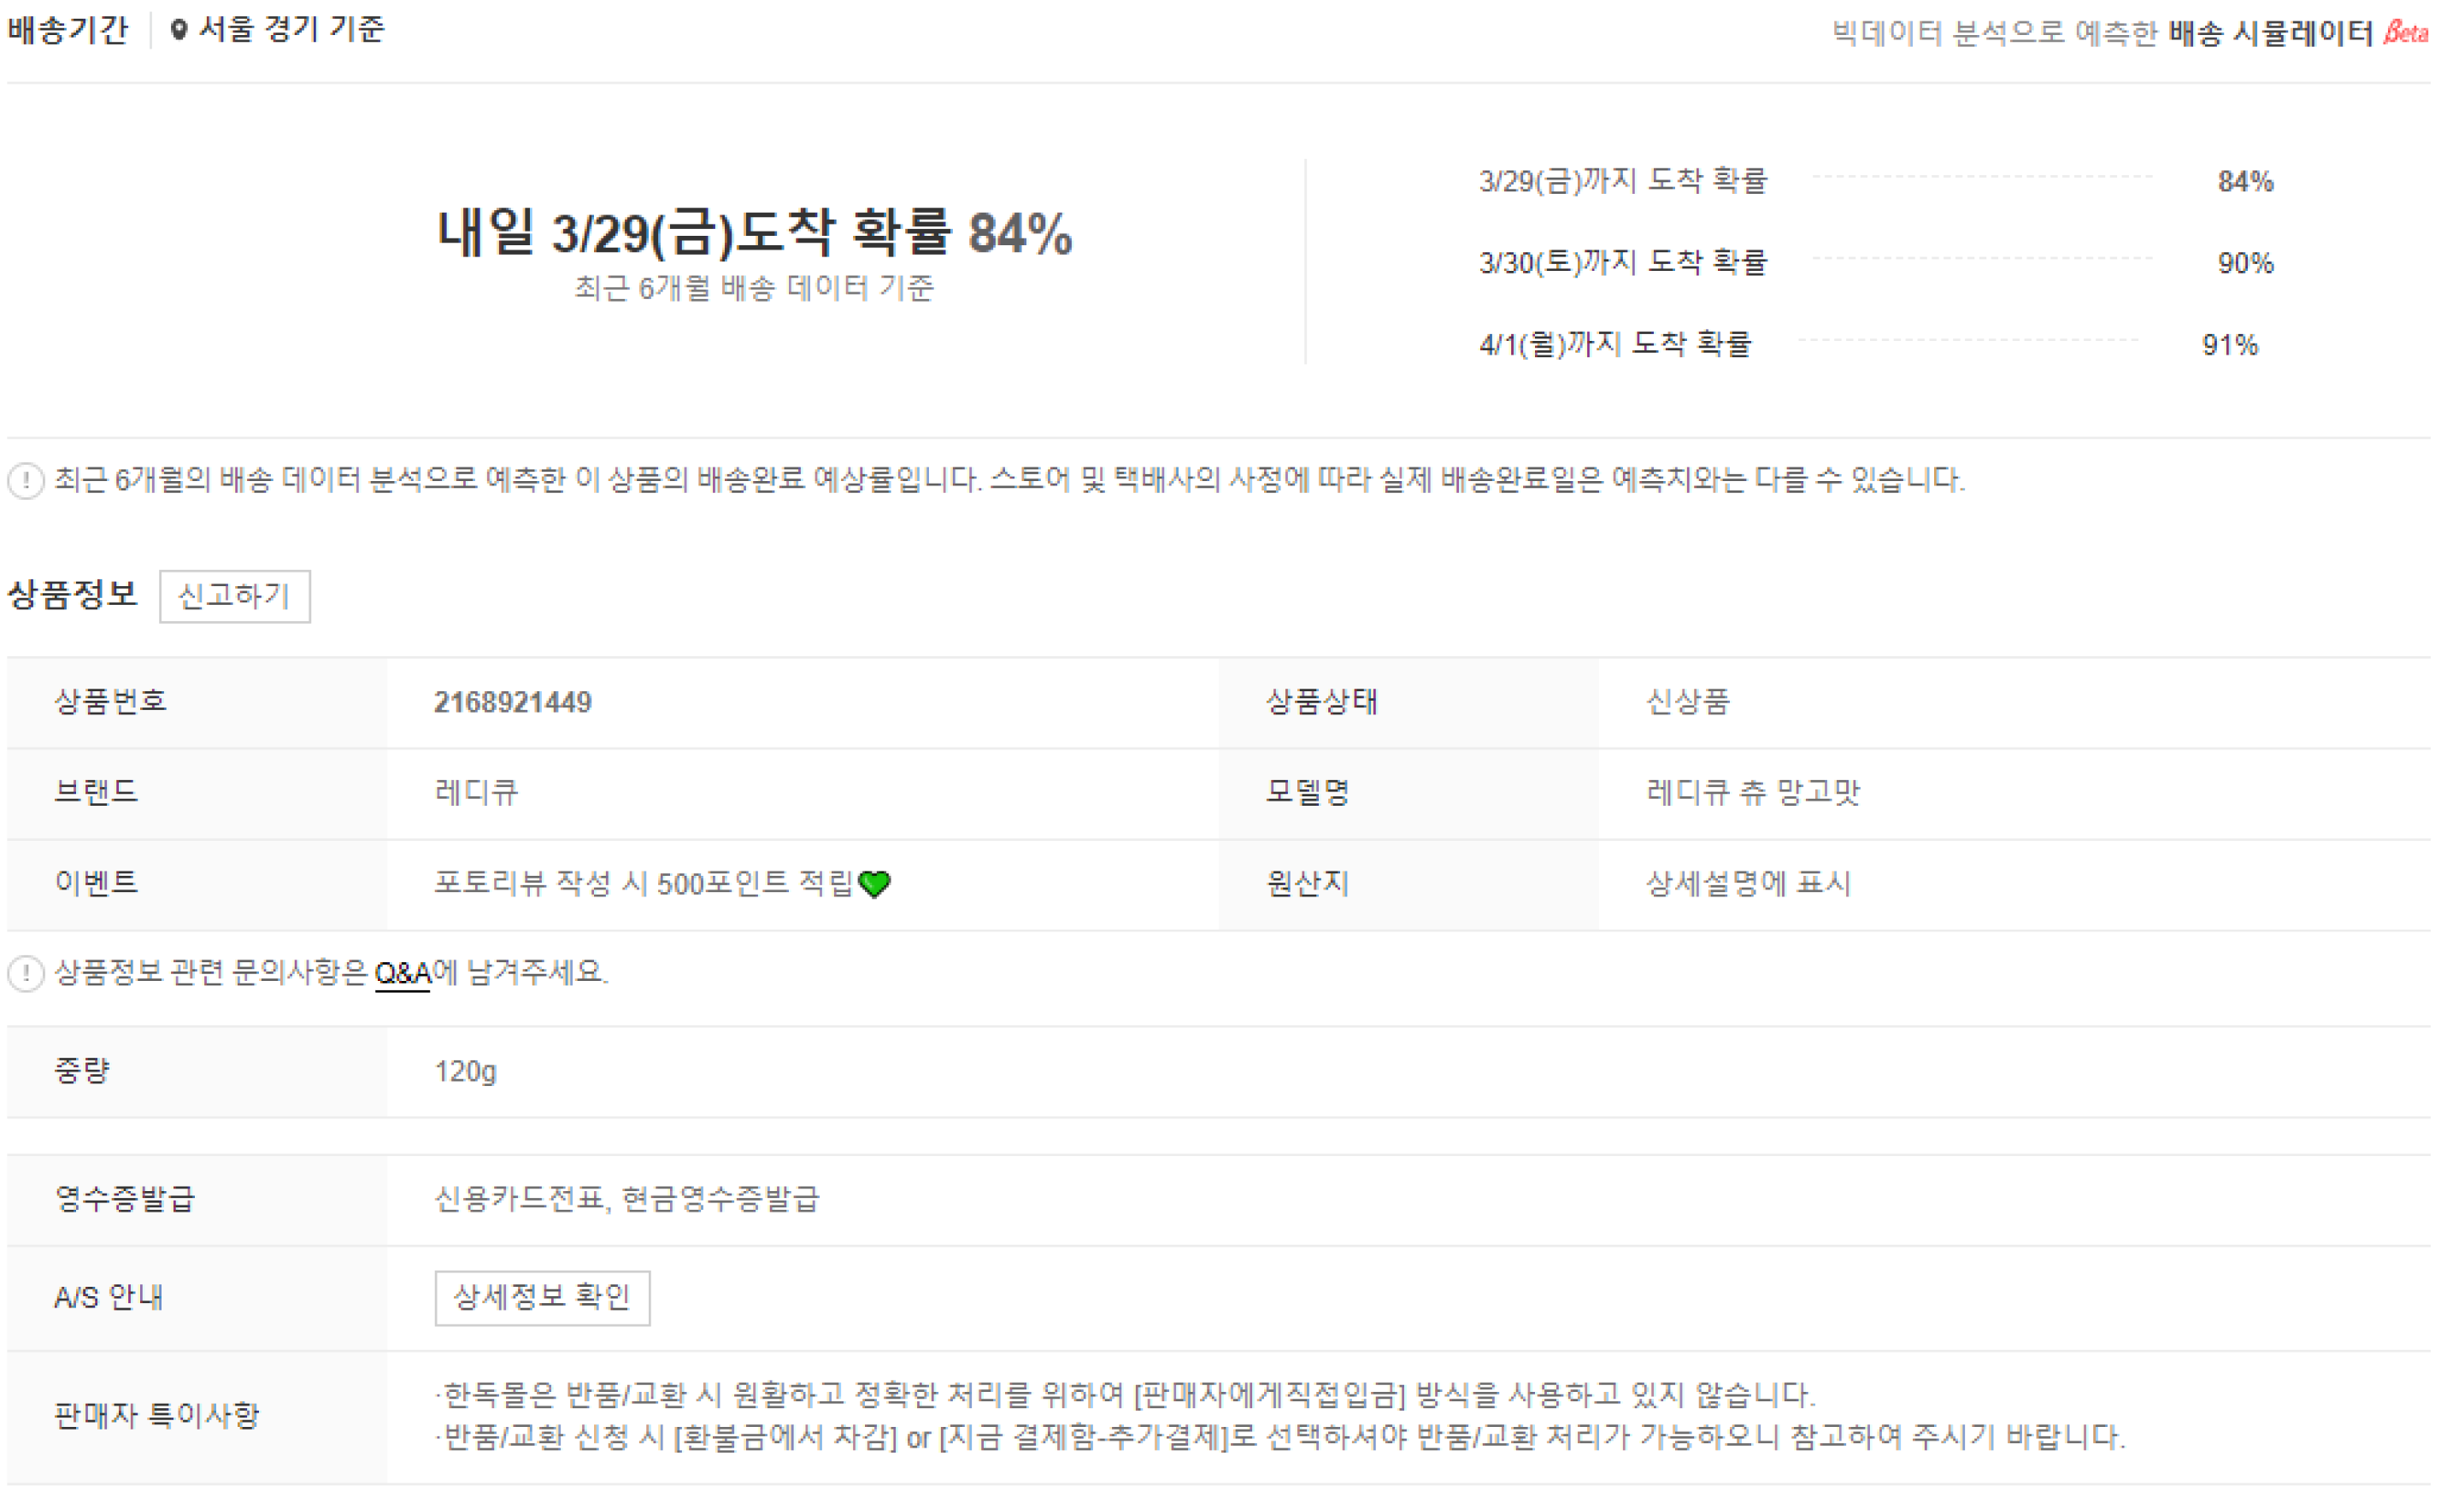 배송기간 서울 경기 기준
빅데이터 분석으로 예측한 배송 시뮬레이터 Beta
내일 3/29(금)도착 확률 84%
최근 6개월 배송 데이터 기준
3/29(금)까지 도착 확률 84%
3/30(토)까지 도착 확률 90%
4/1(월)까지 도착 확률 91%
최근 6개월의 배송 데이터 분석으로 예측한 이 상품의 배송완료 예상률입니다. 스토어 및 택배사의 사정에 따라 실제 배송완료일은 예측치와는 다를 수 있습니다.
상품정보 신고하기
상품번호 2168921449 상품상태 신상품
브랜드 레디큐 모델명 레디큐 츄 망고맛
이벤트 포토리뷰 작성 시 500포인트 적립💚 원산지 상세설명에 표시
상품정보 관련 문의사항은 Q&A에 남겨주세요.
중량 120g
영수증발급 신용카드전표, 현금영수증발급
A/S 안내 상세정보 확인
판매자 특이사항
·한독몰은 반품/교환 시 원활하고 정확한 처리를 위하여 [판매자에게직접입금] 방식을 사용하고 있지 않습니다.
·반품/교환 신청 시 [환불금에서 차감] or [지금 결제함-추가결제]로 선택하셔야 반품/교환 처리가 가능하오니 참고하여 주시기 바랍니다.